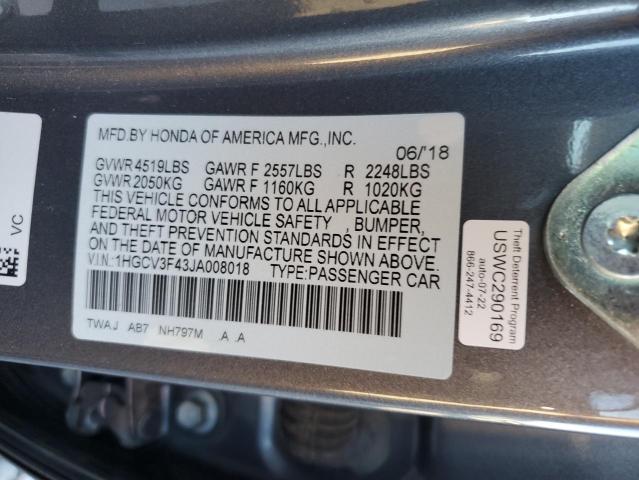 MFD.BY HONDA OF AMERICA MFG.,INC.
06/'18
GVWR 4519LBS GAWR F 2557LBS R 2248LBS
GVWR 2050KG GAWR F 1160KG R 1020KG
THIS VEHICLE CONFORMS TO ALL APPLICABLE
FEDERAL MOTOR VEHICLE SAFETY , BUMPER,
AND THEFT PREVENTION STANDARDS IN EFFECT
ON THE DATE OF MANUFACTURE SHOWN ABOVE.
V.I.N.:1HGCV3F43JA008018 TYPE:PASSENGER CAR
TWAJ AB7 NH797M .A .A
VC
Theft Deterrent Program
USWC290169
auto-07-22
866-247-4412